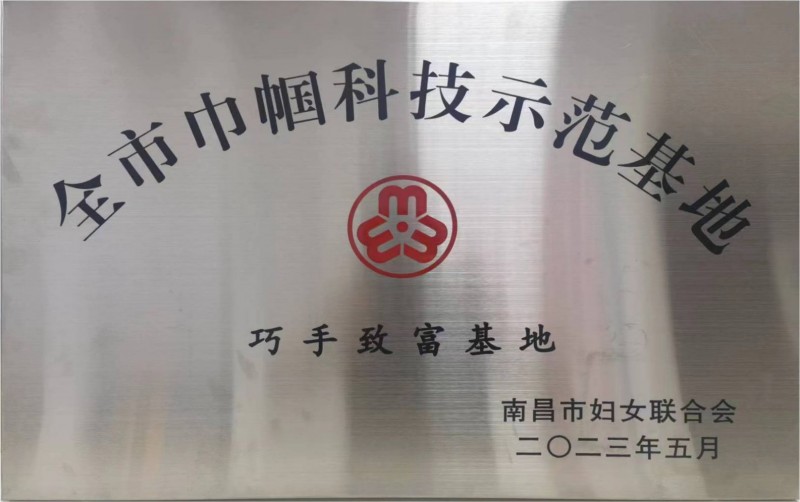 全市巾帼科技示范基地
巧手致富基地
南昌市妇女联合会
二〇二三年五月